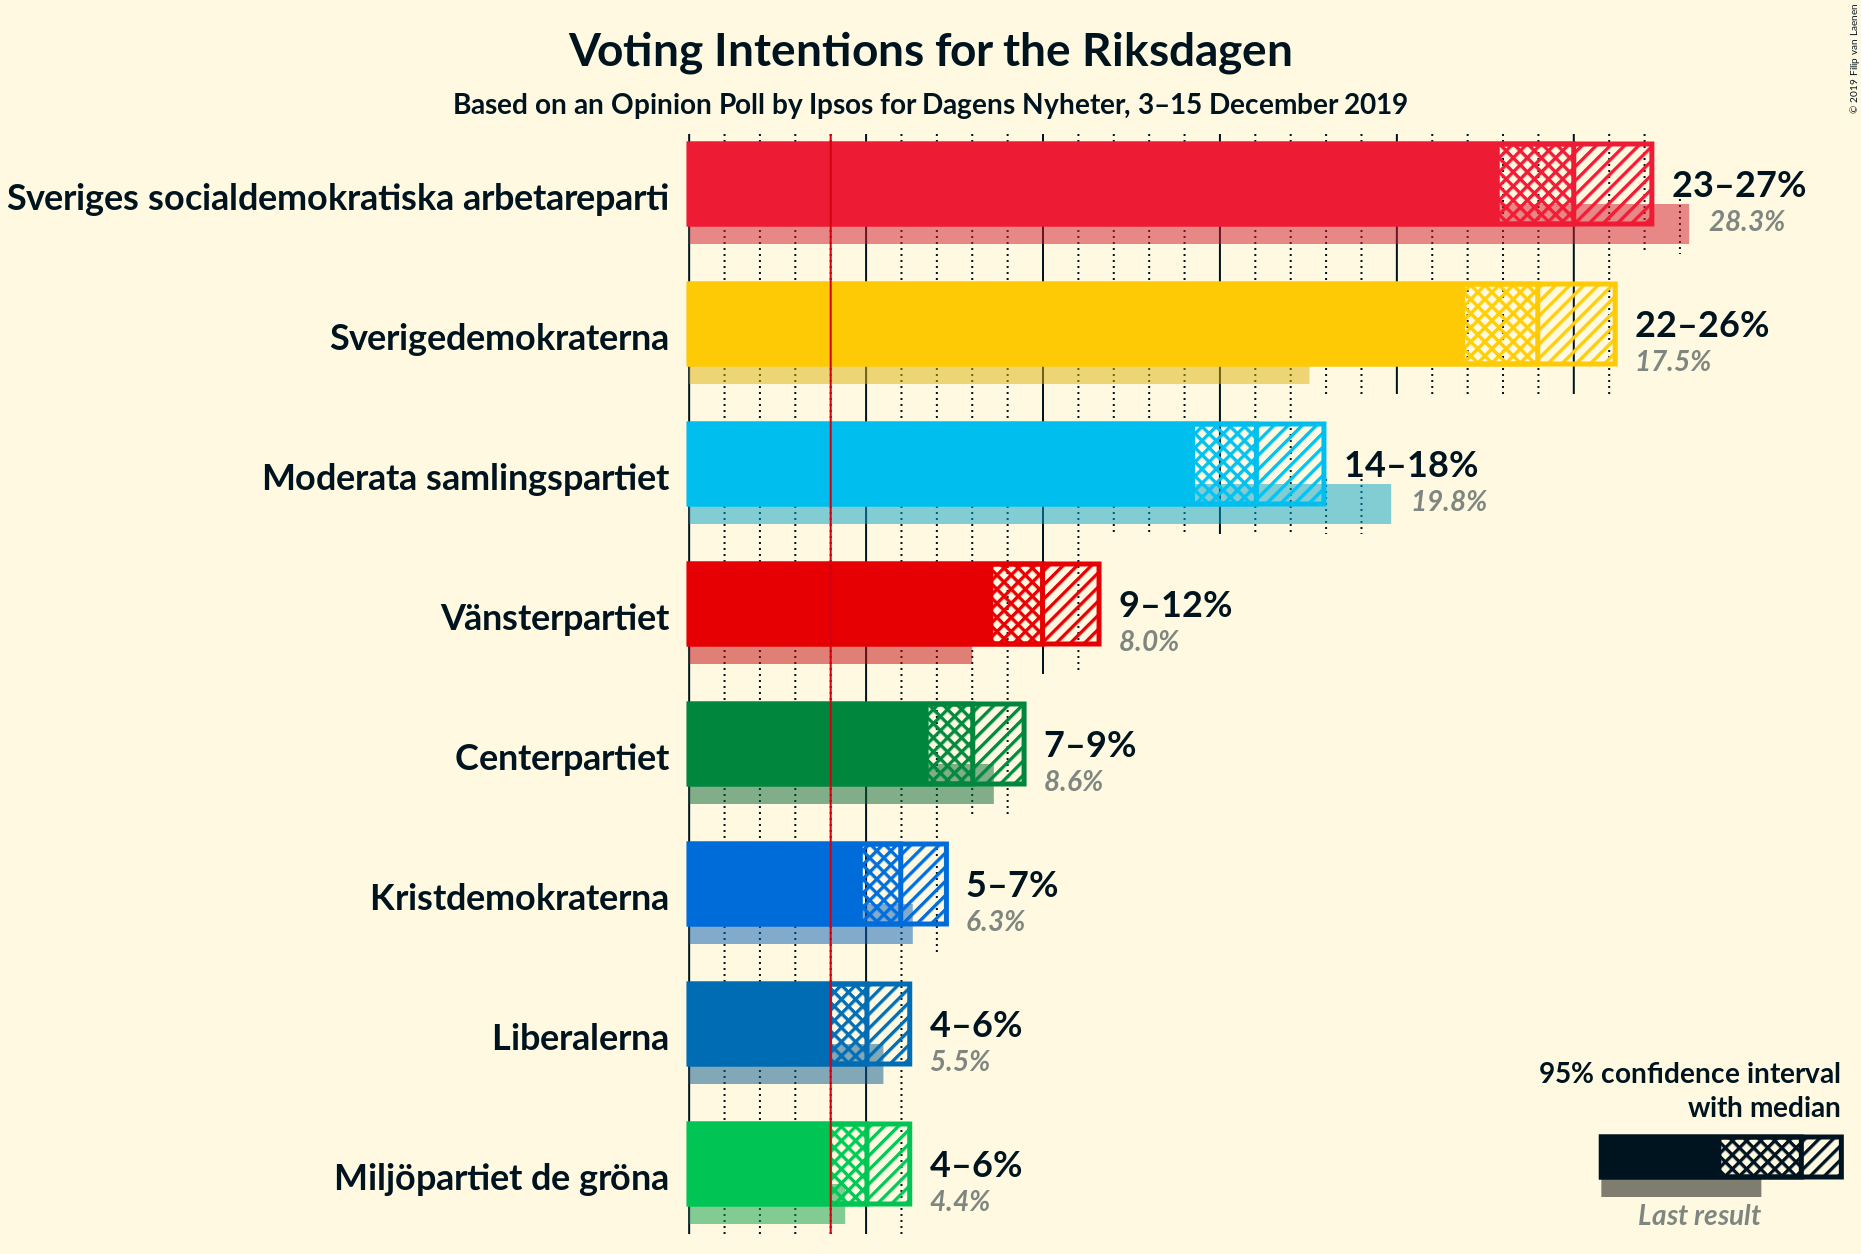 Voting Intentions for the Riksdagen
Based on an Opinion Poll by Ipsos for Dagens Nyheter, 3–15 December 2019
© 2019 Filip van Laenen
Sveriges socialdemokratiska arbetareparti
23–27%
28.3%
Sverigedemokraterna
22–26%
17.5%
Moderata samlingspartiet
14–18%
19.8%
Vänsterpartiet
9–12%
8.0%
Centerpartiet
7–9%
8.6%
Kristdemokraterna
5–7%
6.3%
Liberalerna
4–6%
5.5%
Miljöpartiet de gröna
4–6%
4.4%
95% confidence interval
with median
Last result